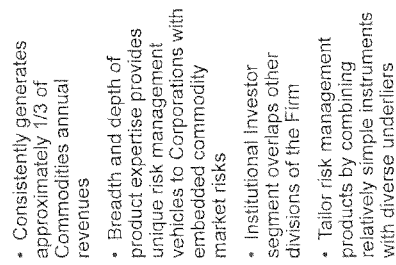 • Consistently generates
approximately 1/3 of
Commodities annual
revenues
• Breadth and depth of
product expertise provides
unique risk management
vehicles to Corporations with
embedded commodity
market risks
• Institutional Investor
segment overlaps other
divisions of the Firm
• Tailor risk management
products by combining
relatively simple instruments
with diverse underliers